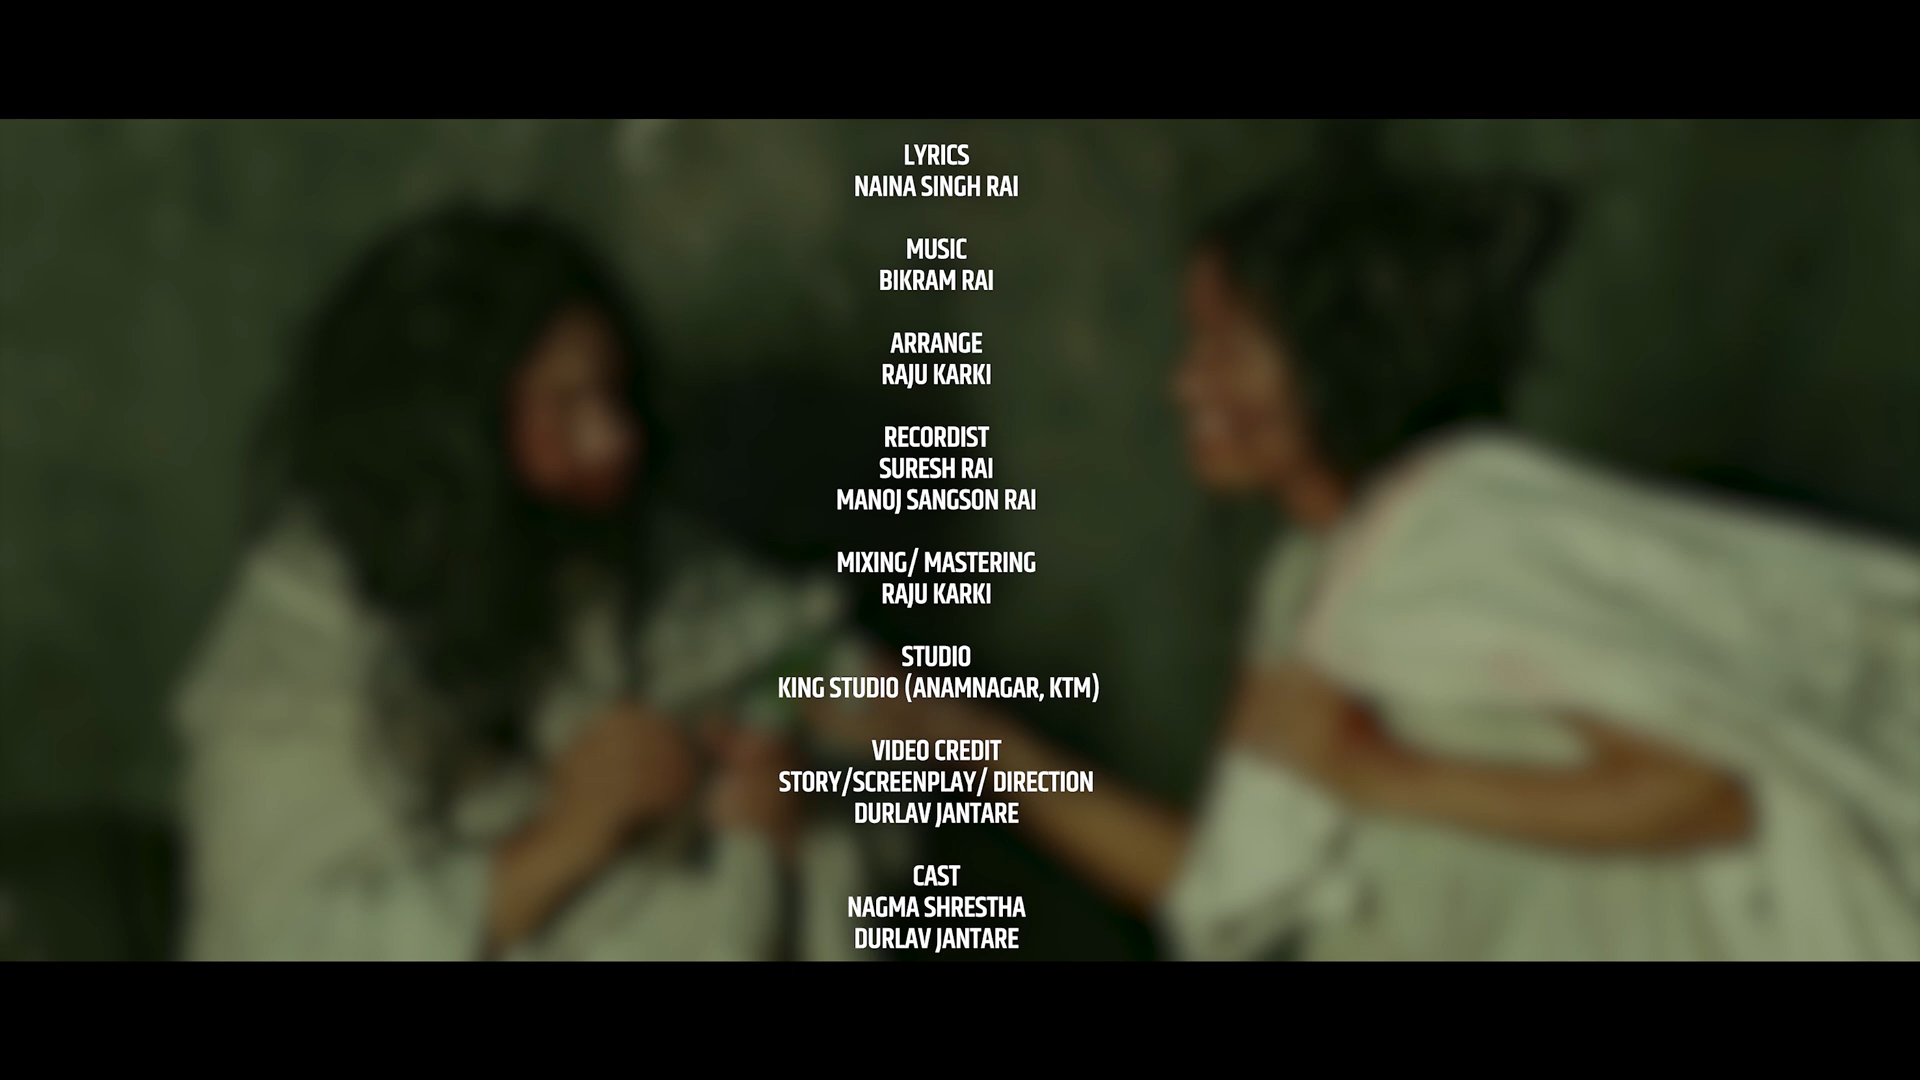 LYRICS
NAINA SINGH RAI
MUSIC
BIKRAM RAI
ARRANGE
RAJU KARKI
RECORDIST
SURESH RAI
MANOJ SANGSON RAI
MIXING/ MASTERING
RAJU KARKI
STUDIO
KING STUDIO (ANAMNAGAR, KTM)
VIDEO CREDIT
STORY/SCREENPLAY/ DIRECTION
DURLAV JANTARE
CAST
NAGMA SHRESTHA
DURLAV JANTARE